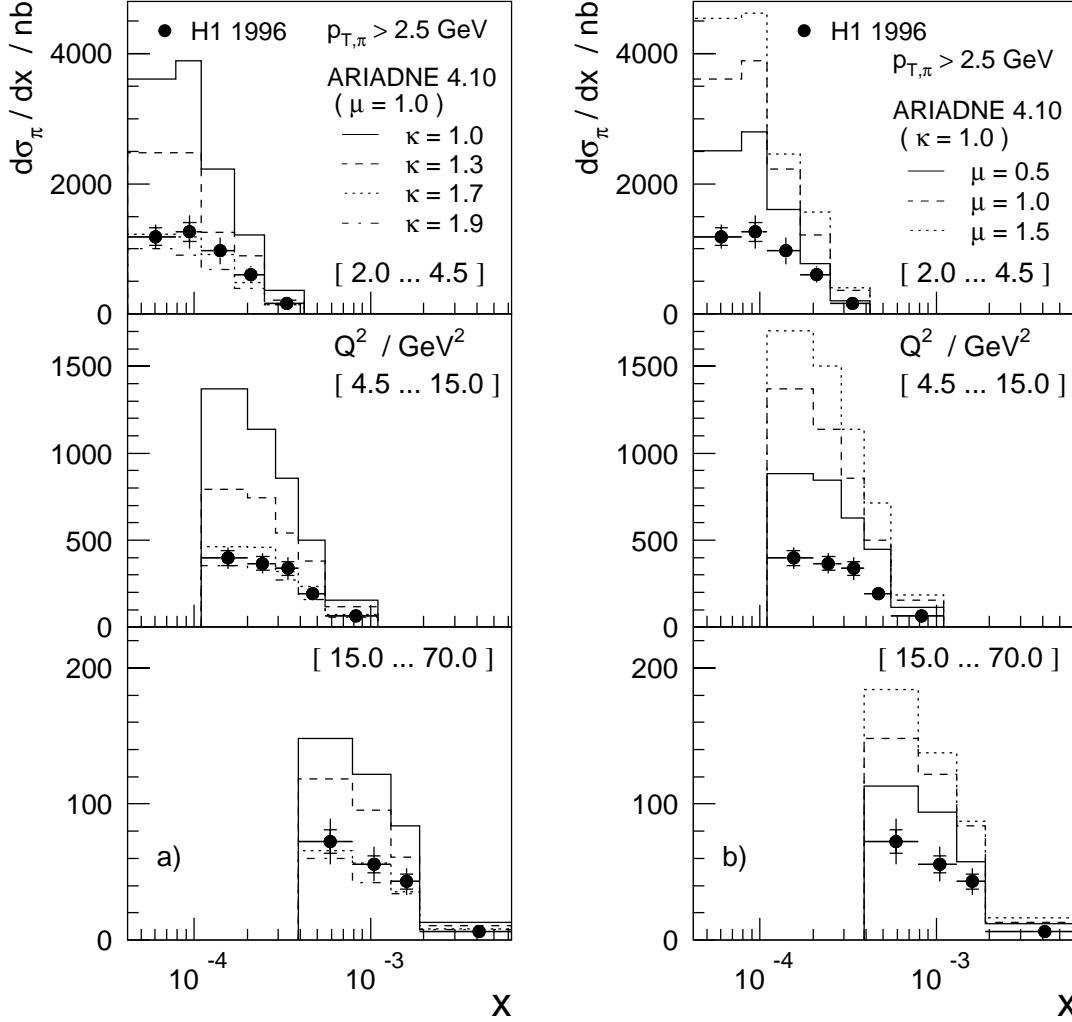 dσπ / dx / nb
4000
2000
0
1500
1000
500
0
200
100
0
H1 1996
pT,π > 2.5 GeV
ARIADNE 4.10
( μ = 1.0 )
κ = 1.0
κ = 1.3
κ = 1.7
κ = 1.9
[ 2.0 ... 4.5 ]
Q² / GeV²
[ 4.5 ... 15.0 ]
[ 15.0 ... 70.0 ]
a)
10⁻⁴
10⁻³
x
dσπ / dx / nb
4000
2000
0
1500
1000
500
0
200
100
0
H1 1996
pT,π > 2.5 GeV
ARIADNE 4.10
( κ = 1.0 )
μ = 0.5
μ = 1.0
μ = 1.5
[ 2.0 ... 4.5 ]
Q² / GeV²
[ 4.5 ... 15.0 ]
[ 15.0 ... 70.0 ]
b)
10⁻⁴
10⁻³
x